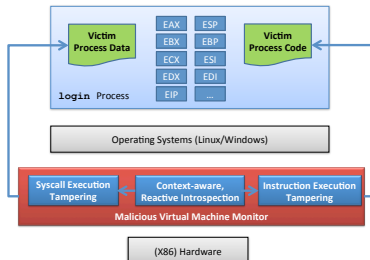 Victim
Process Data
EAX
ESP
EBX
EBP
ECX
ESI
EDX
EDI
EIP
...
Victim
Process Code
login Process
Operating Systems (Linux/Windows)
Syscall Execution
Tampering
Context-aware,
Reactive Introspection
Instruction Execution
Tampering
Malicious Virtual Machine Monitor
(X86) Hardware